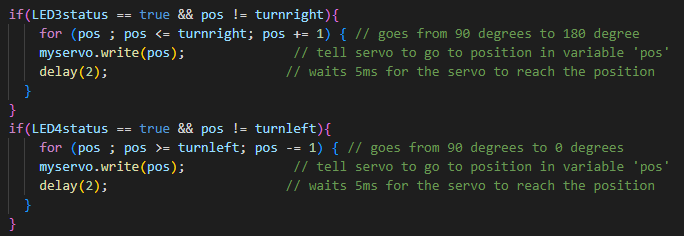 if(LED3status == true && pos != turnright){
for (pos ; pos <= turnright; pos += 1) { // goes from 90 degrees to 180 degree
myservo.write(pos); // tell servo to go to position in variable 'pos'
delay(2); // waits 5ms for the servo to reach the position
}
}
if(LED4status == true && pos != turnleft){
for (pos ; pos >= turnleft; pos -= 1) { // goes from 90 degrees to 0 degrees
myservo.write(pos); // tell servo to go to position in variable 'pos'
delay(2); // waits 5ms for the servo to reach the position
}
}